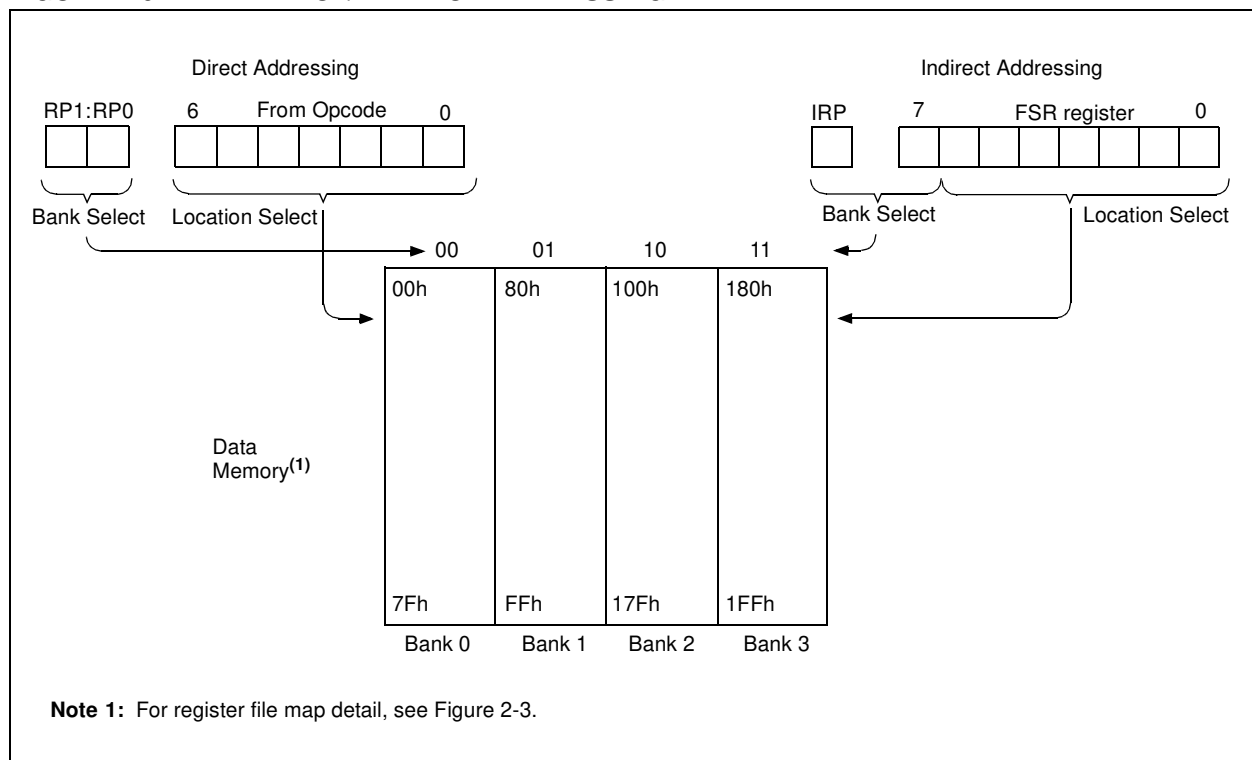 Direct Addressing
Indirect Addressing
RP1:RP0 6 From Opcode 0
IRP 7 FSR register 0
Bank Select Location Select
Bank Select Location Select
00 01 10 11
00h 80h 100h 180h
Data
Memory(1)
7Fh FFh 17Fh 1FFh
Bank 0 Bank 1 Bank 2 Bank 3
Note 1: For register file map detail, see Figure 2-3.